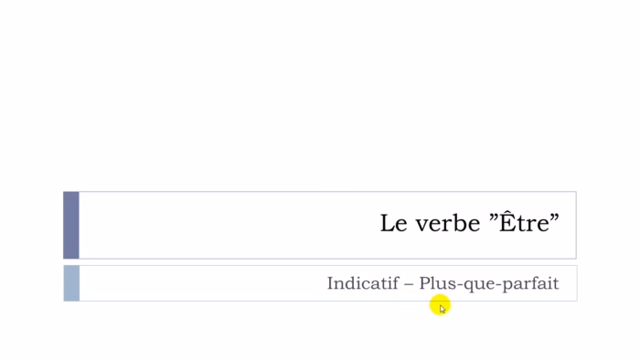 Le verbe ”Être”
Indicatif – Plus-que-parfait